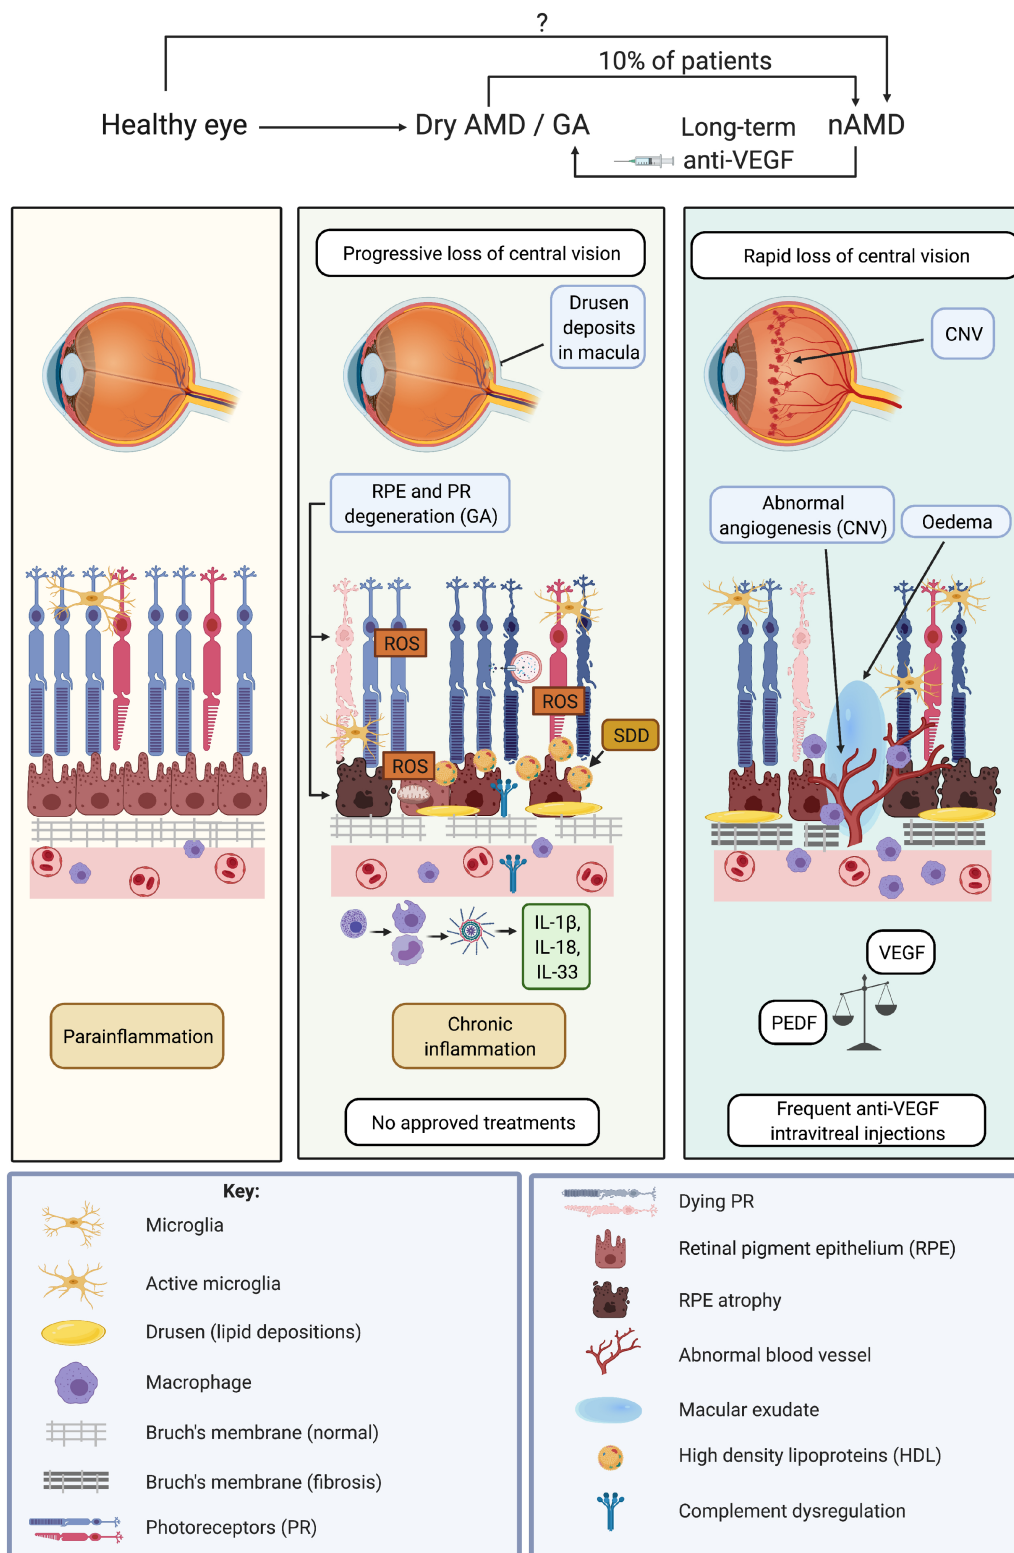 ?
10% of patients
Healthy eye
Dry AMD / GA
Long-term
anti-VEGF
nAMD
Progressive loss of central vision
Drusen
deposits
in macula
RPE and PR
degeneration (GA)
ROS
ROS
ROS
SDD
IL-1β,
IL-18,
IL-33
Rapid loss of central vision
CNV
Abnormal
angiogenesis (CNV)
Oedema
VEGF
PEDF
Parainflammation
Chronic
inflammation
No approved treatments
Frequent anti-VEGF
intravitreal injections
Key:
Microglia
Active microglia
Drusen (lipid depositions)
Macrophage
Bruch's membrane (normal)
Bruch's membrane (fibrosis)
Photoreceptors (PR)
Dying PR
Retinal pigment epithelium (RPE)
RPE atrophy
Abnormal blood vessel
Macular exudate
High density lipoproteins (HDL)
Complement dysregulation